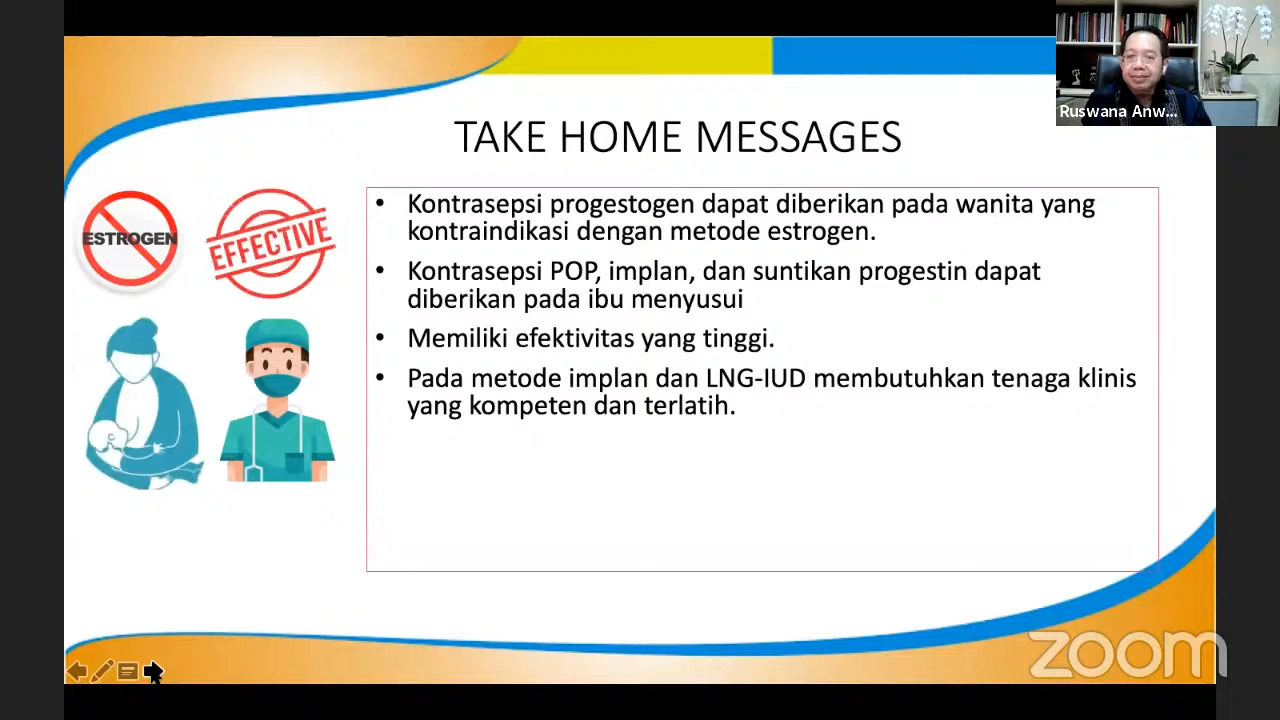 Ruswana Anw...
TAKE HOME MESSAGES
ESTROGEN
EFFECTIVE
• Kontrasepsi progestogen dapat diberikan pada wanita yang
kontraindikasi dengan metode estrogen.
• Kontrasepsi POP, implan, dan suntikan progestin dapat
diberikan pada ibu menyusui
• Memiliki efektivitas yang tinggi.
• Pada metode implan dan LNG-IUD membutuhkan tenaga klinis
yang kompeten dan terlatih.
zoom